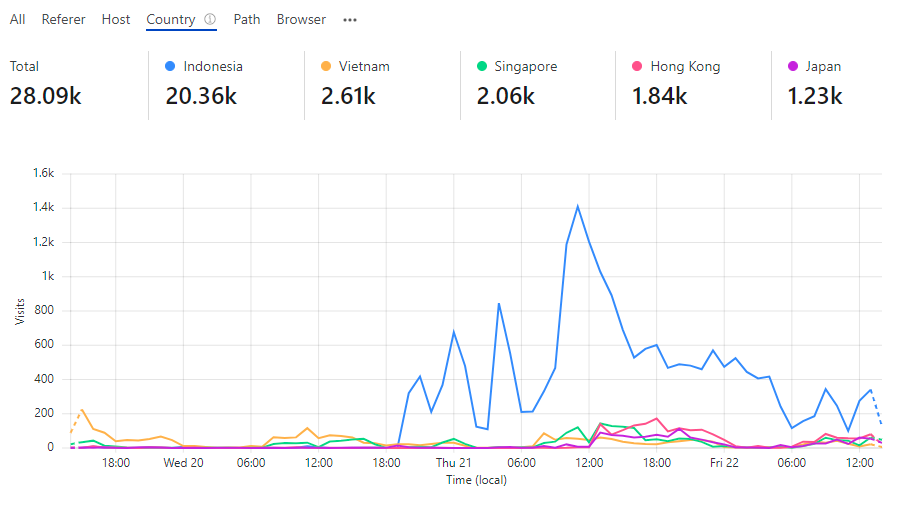 All Referer Host Country Path Browser •••
Total Indonesia Vietnam Singapore Hong Kong Japan
28.09k 20.36k 2.61k 2.06k 1.84k 1.23k
1.6k
1.4k
1.2k
1k
800
600
400
200
0
Visits
18:00 Wed 20 06:00 12:00 18:00 Thu 21 06:00 12:00 18:00 Fri 22 06:00 12:00
Time (local)